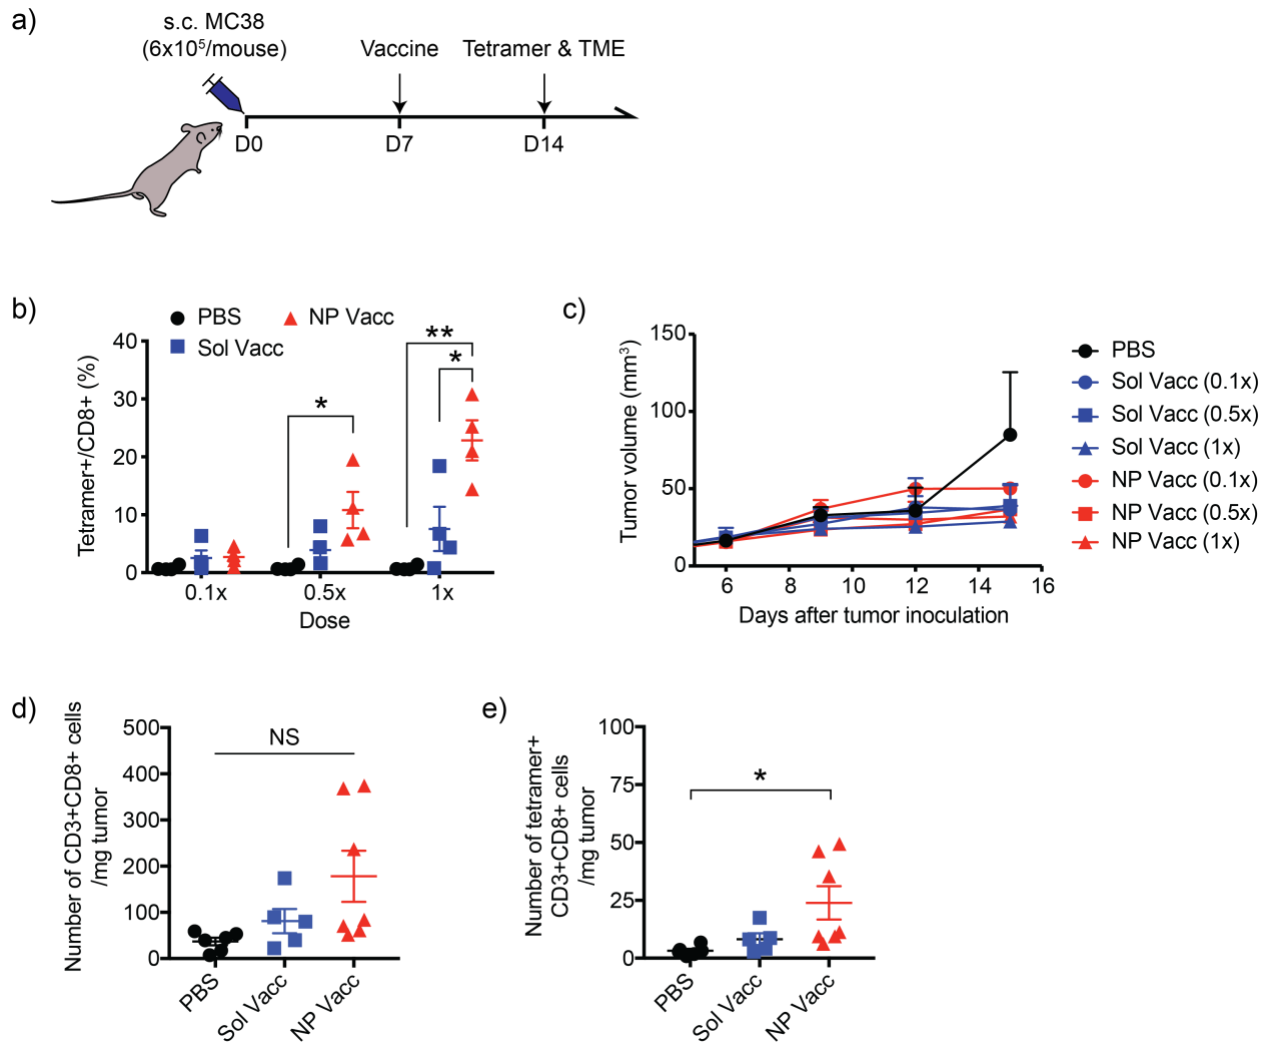 a)
s.c. MC38
(6x10⁵/mouse)
Vaccine
Tetramer & TME
D0
D7
D14
b)
PBS
NP Vacc
Sol Vacc
Tetramer+/CD8+ (%)
40
30
20
10
0
*
**
*
0.1x
0.5x
1x
Dose
c)
Tumor volume (mm³)
150
100
50
0
6
8
10
12
14
16
Days after tumor inoculation
PBS
Sol Vacc (0.1x)
Sol Vacc (0.5x)
Sol Vacc (1x)
NP Vacc (0.1x)
NP Vacc (0.5x)
NP Vacc (1x)
d)
Number of CD3+CD8+ cells
/mg tumor
500
400
300
200
100
0
NS
PBS
Sol Vacc
NP Vacc
e)
Number of tetramer+
CD3+CD8+ cells
/mg tumor
100
75
50
25
0
*
PBS
Sol Vacc
NP Vacc